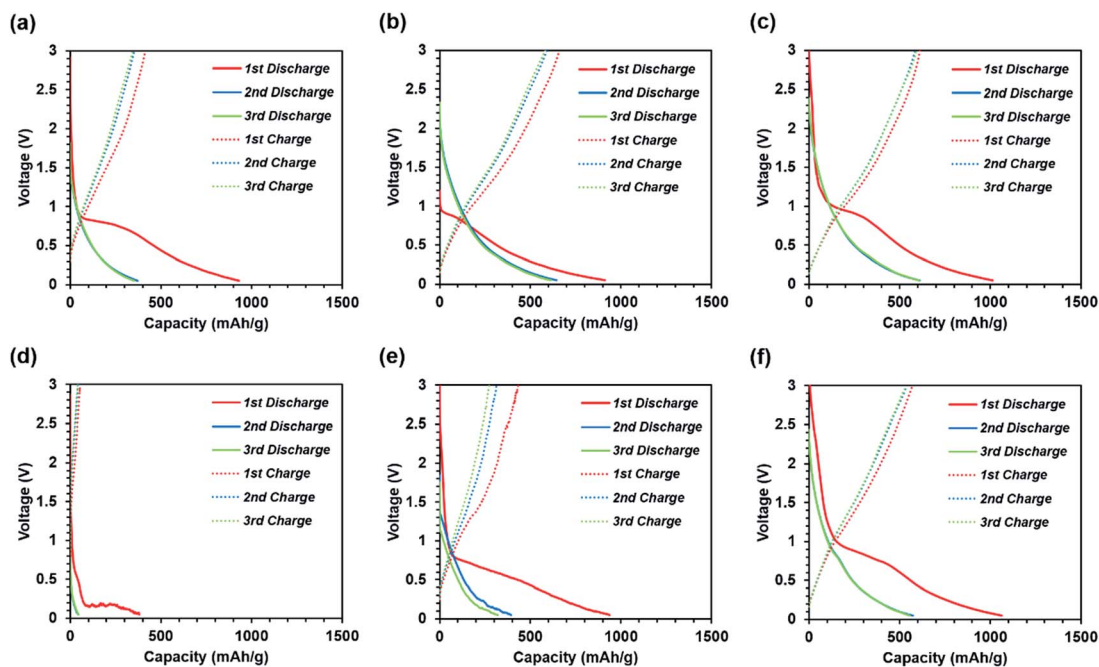 (a)
3
2.5
2
1.5
1
0.5
0
Voltage (V)
1st Discharge
2nd Discharge
3rd Discharge
1st Charge
2nd Charge
3rd Charge
0 500 1000 1500
Capacity (mAh/g)
(b)
3
2.5
2
1.5
1
0.5
0
Voltage (V)
1st Discharge
2nd Discharge
3rd Discharge
1st Charge
2nd Charge
3rd Charge
0 500 1000 1500
Capacity (mAh/g)
(c)
3
2.5
2
1.5
1
0.5
0
Voltage (V)
1st Discharge
2nd Discharge
3rd Discharge
1st Charge
2nd Charge
3rd Charge
0 500 1000 1500
Capacity (mAh/g)
(d)
3
2.5
2
1.5
1
0.5
0
Voltage (V)
1st Discharge
2nd Discharge
3rd Discharge
1st Charge
2nd Charge
3rd Charge
0 500 1000 1500
Capacity (mAh/g)
(e)
3
2.5
2
1.5
1
0.5
0
Voltage (V)
1st Discharge
2nd Discharge
3rd Discharge
1st Charge
2nd Charge
3rd Charge
0 500 1000 1500
Capacity (mAh/g)
(f)
3
2.5
2
1.5
1
0.5
0
Voltage (V)
1st Discharge
2nd Discharge
3rd Discharge
1st Charge
2nd Charge
3rd Charge
0 500 1000 1500
Capacity (mAh/g)